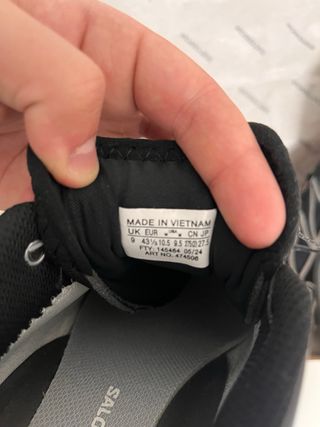 MADE IN VIETNAM
UK EUR USA CN JP
9 43⅓ 10.5 9.5 275(2) 27.5
FTY. 145464 05/24
ART NO. 474506
SALO